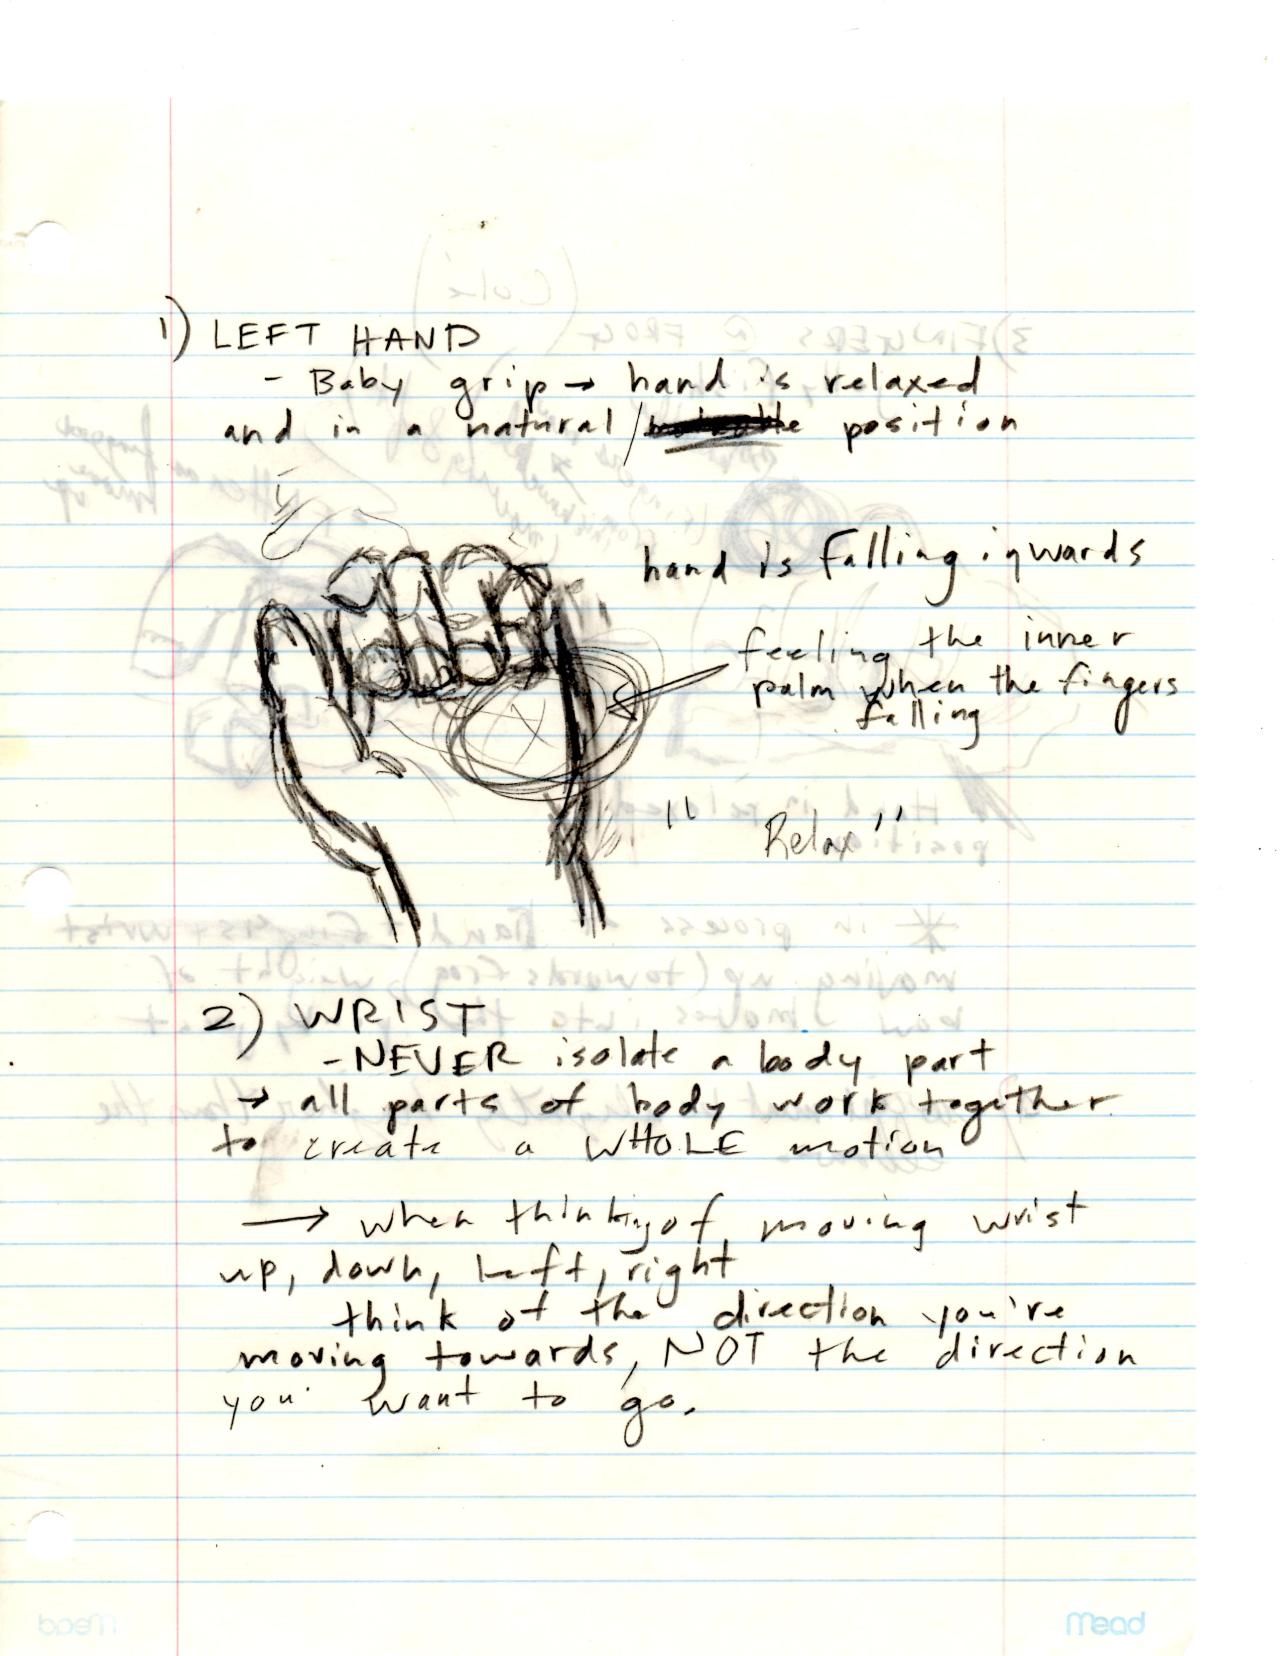 1) LEFT HAND
- Baby grip → hand is relaxed
and in a natural / position
hand is falling inwards
feeling the inner
palm when the fingers
falling
"Relax"
2) WRIST
- NEVER isolate a body part
→ all parts of body work together
to create a WHOLE motion
→ when thinking of moving wrist
up, down, left, right
think of the direction you're
moving towards, NOT the direction
you want to go.
Mead